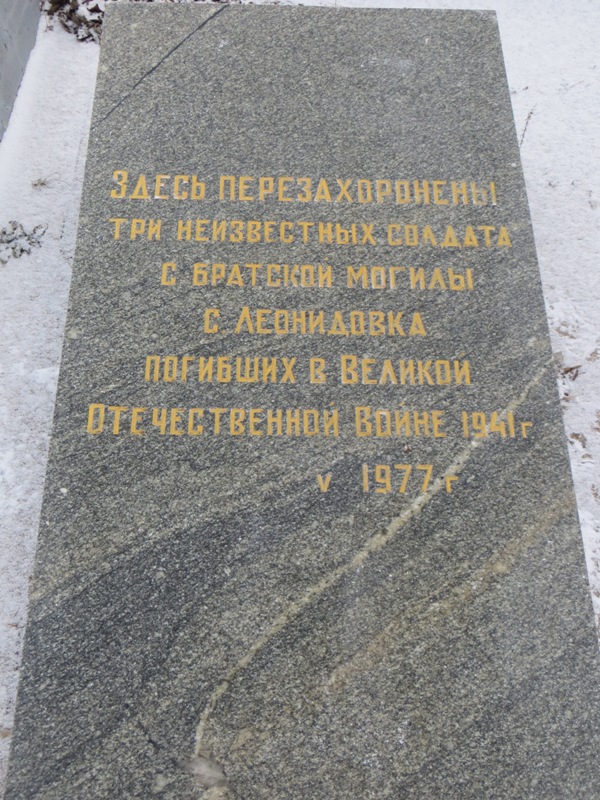 Здесь перезахоронены
три неизвестных солдата
с братской могилы
с Леонидовка
погибших в Великой
Отечественной Войне 1941г
v 1977 г